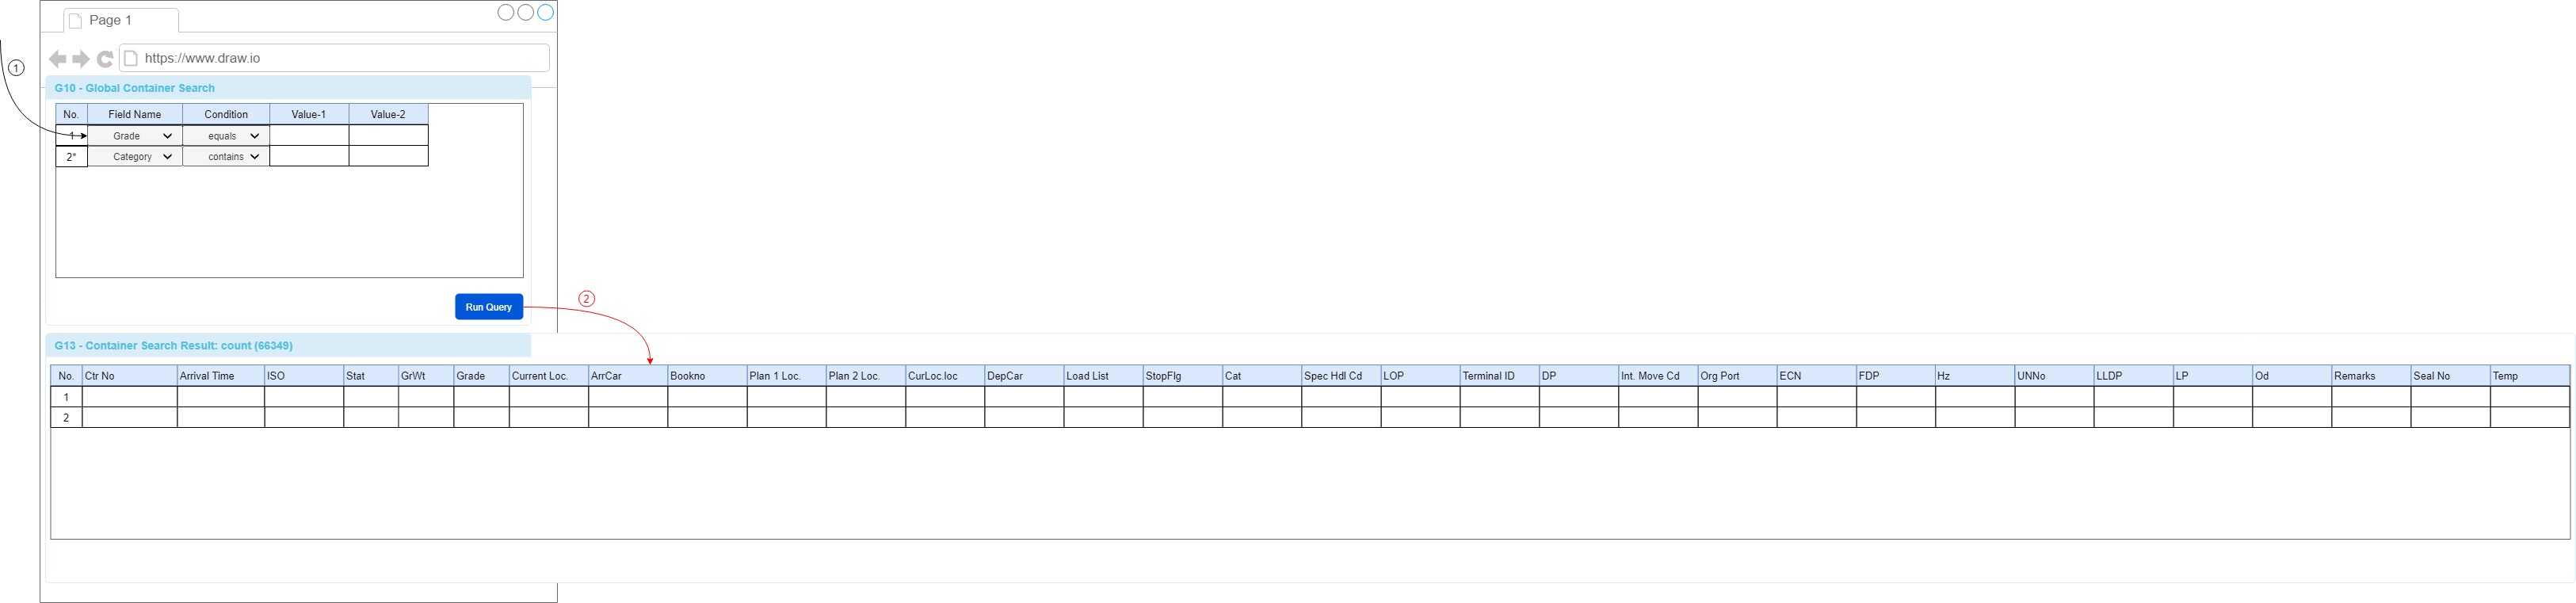 Page 1
https://www.draw.io
1
G10 - Global Container Search
No. Field Name Condition Value-1 Value-2
1 Grade equals
2* Category contains
Run Query
2
G13 - Container Search Result: count (66349)
No. Ctr No Arrival Time ISO Stat GrWt Grade Current Loc. ArrCar Bookno Plan 1 Loc. Plan 2 Loc. CurLoc.loc DepCar Load List StopFlg Cat Spec Hdl Cd LOP Terminal ID DP Int. Move Cd Org Port ECN FDP Hz UNNo LLDP LP Od Remarks Seal No Temp
1
2